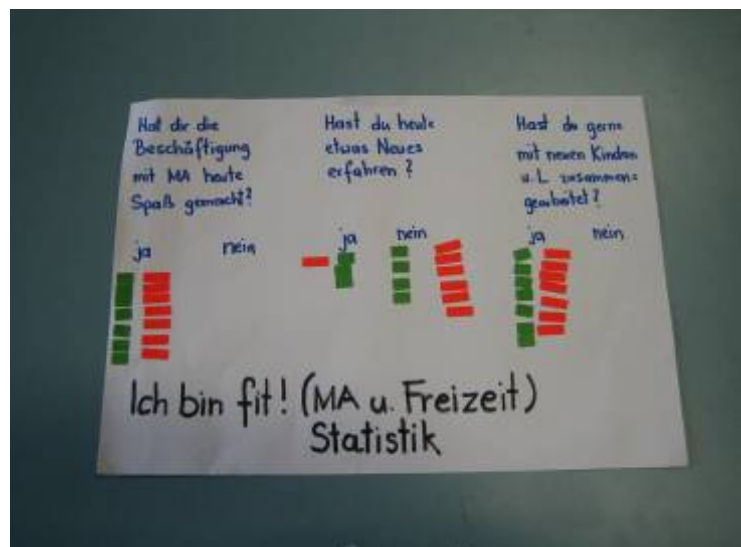 Hat dir die
Beschäftigung
mit MA heute
Spaß gemacht?
ja nein
Hast du heute
etwas Neues
erfahren?
ja nein
Hast du gerne
mit neuen Kindern
u. L zusammen=
gearbeitet?
ja nein
Ich bin fit! (MA u. Freizeit)
Statistik